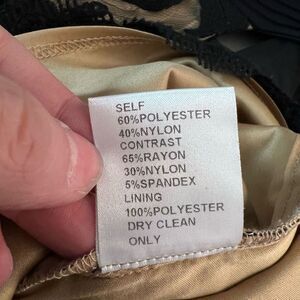 SELF
60%POLYESTER
40%NYLON
CONTRAST
65%RAYON
30%NYLON
5%SPANDEX
LINING
100%POLYESTER
DRY CLEAN
ONLY